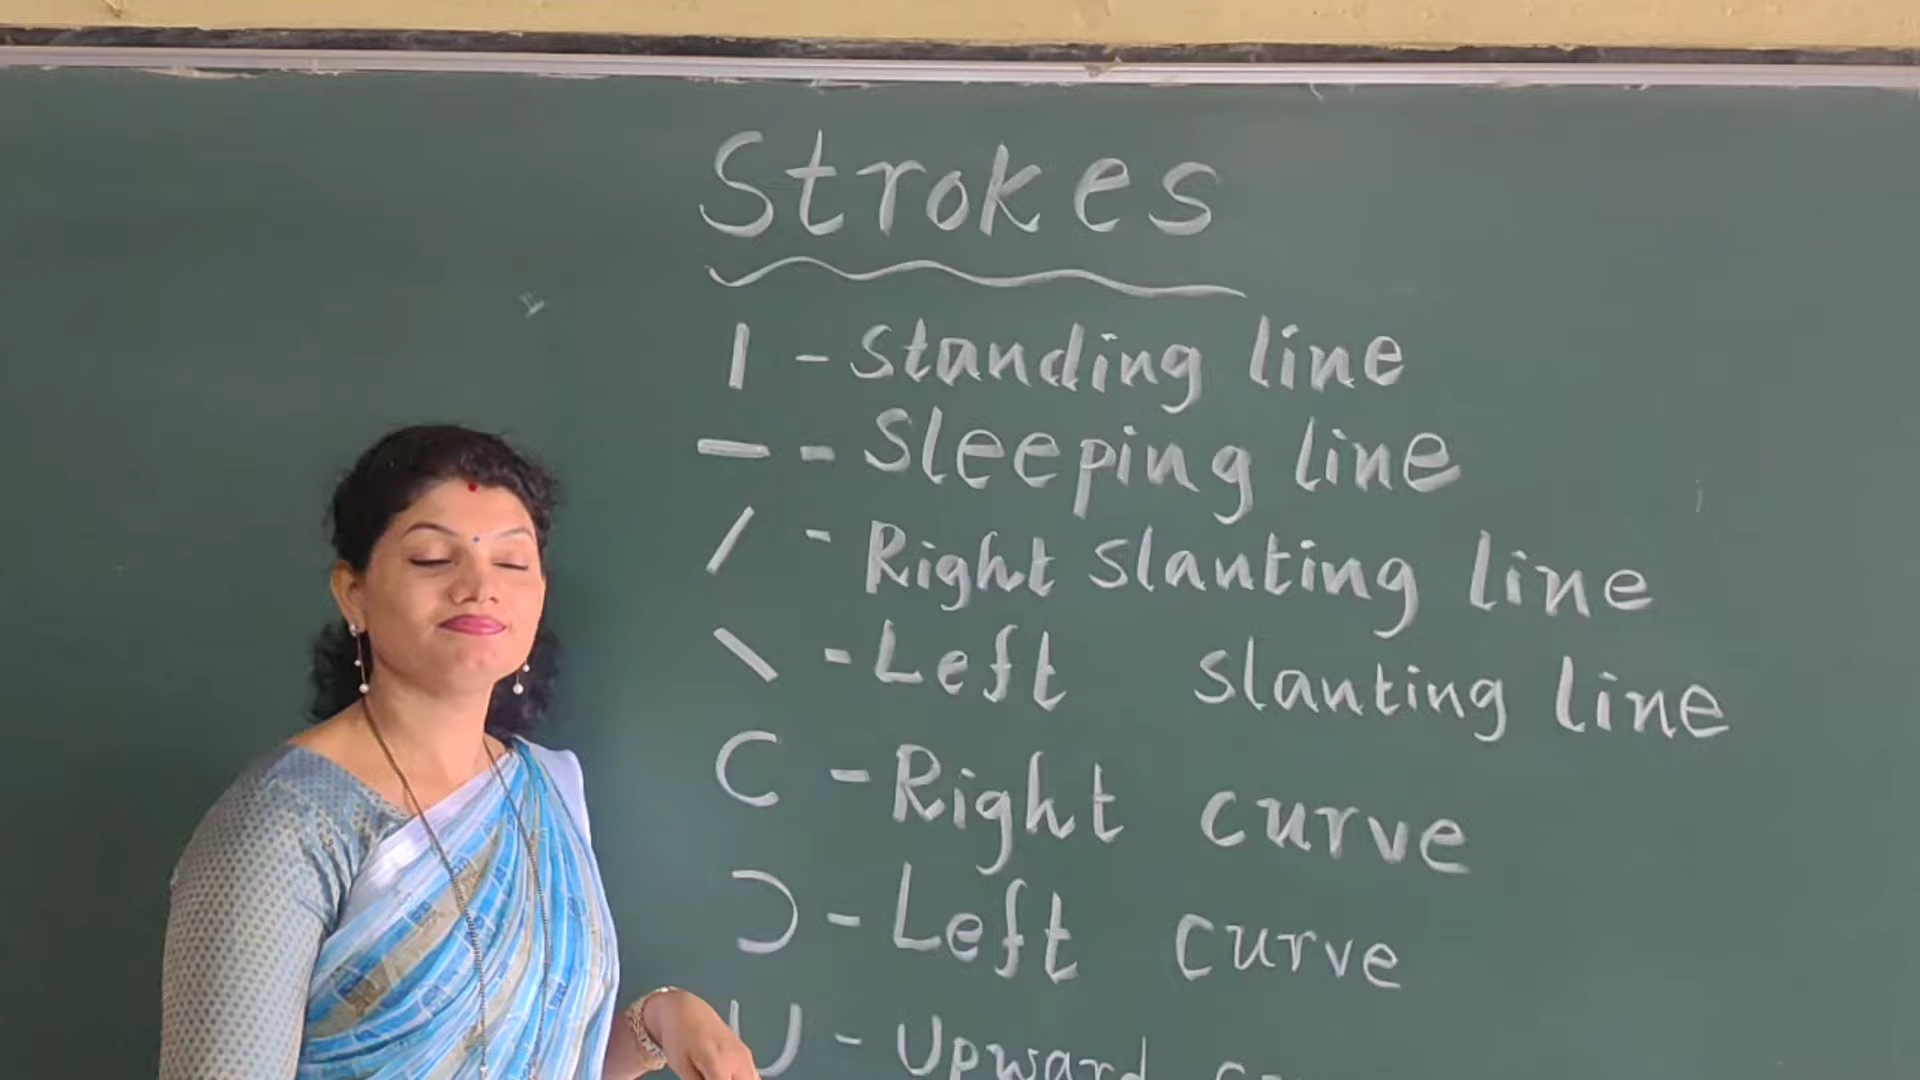 Strokes
| - Standing line
— - Sleeping line
/ - Right slanting line
\ - Left slanting line
C - Right curve
Ɔ - Left curve
U - Upward